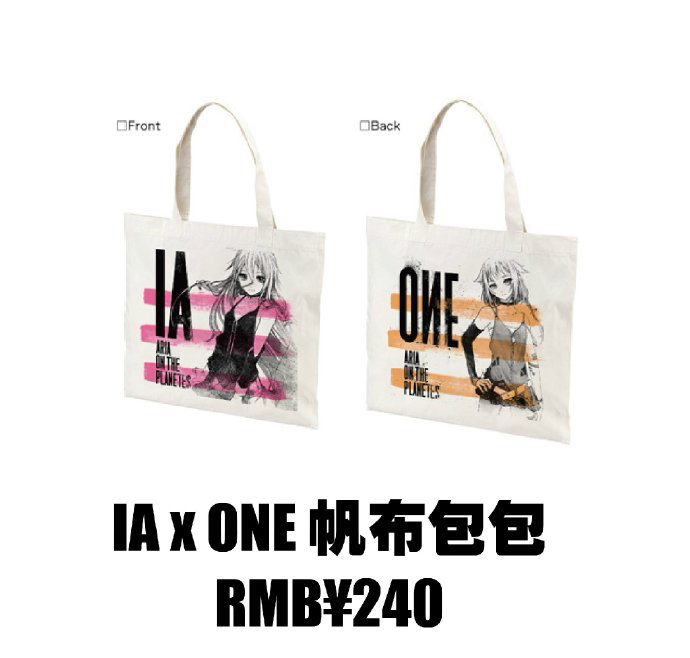 □Front
□Back
IA
ARIA
ON THE
PLANETES
OИE
ARIA
ON THE
PLANETES
IA x ONE 帆布包包
RMB¥240